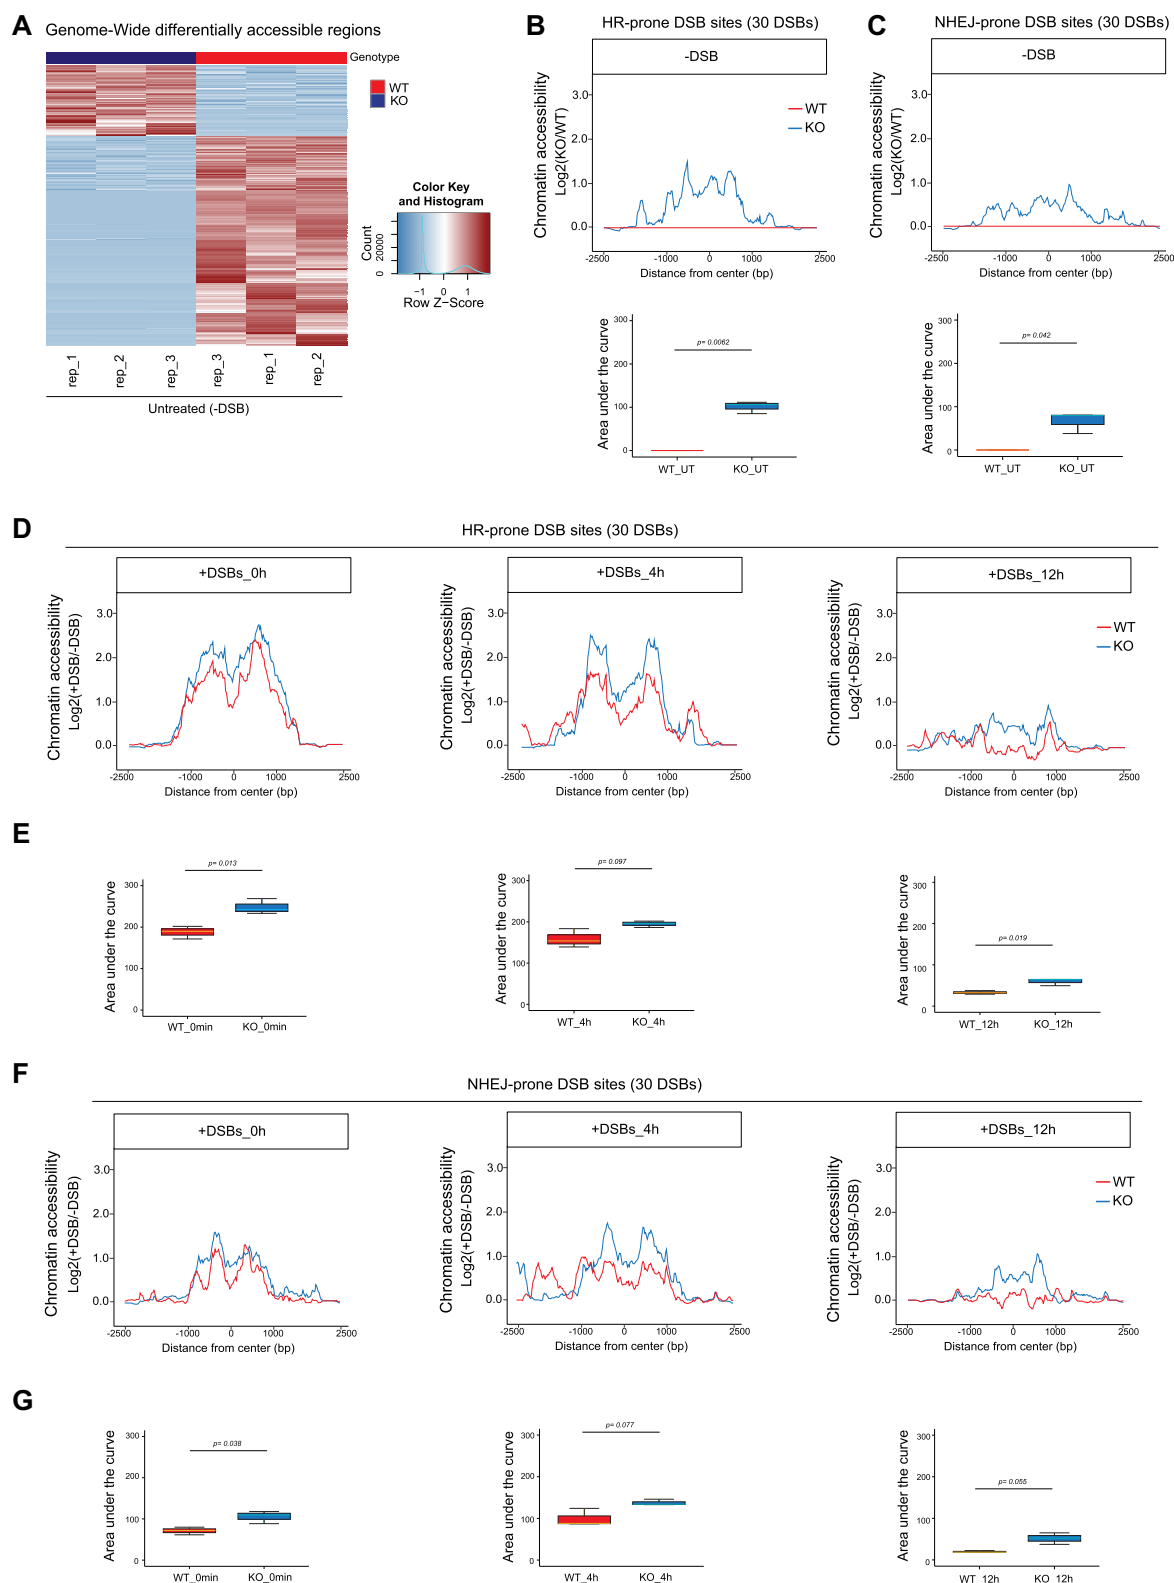 A
Genome-Wide differentially accessible regions
Genotype
WT
KO
Color Key
and Histogram
Count
0 20000
−1 0 1
Row Z−Score
rep_1 rep_2 rep_3 rep_3 rep_1 rep_2
Untreated (-DSB)
B
HR-prone DSB sites (30 DSBs)
-DSB
Chromatin accessibility
Log2(KO/WT)
3.0
2.0
1.0
0.0
WT
KO
-2500 -1000 0 1000 2500
Distance from center (bp)
Area under the curve
300
200
100
0
p= 0.0062
WT_UT KO_UT
C
NHEJ-prone DSB sites (30 DSBs)
-DSB
Chromatin accessibility
Log2(KO/WT)
3.0
2.0
1.0
0.0
-2500 -1000 0 1000 2500
Distance from center (bp)
Area under the curve
300
200
100
0
p= 0.042
WT_UT KO_UT
D
HR-prone DSB sites (30 DSBs)
+DSBs_0h
Chromatin accessibility
Log2(+DSB/-DSB)
3.0
2.0
1.0
0.0
-2500 -1000 0 1000 2500
Distance from center (bp)
+DSBs_4h
Chromatin accessibility
Log2(+DSB/-DSB)
3.0
2.0
1.0
0.0
-2500 -1000 0 1000 2500
Distance from center (bp)
+DSBs_12h
Chromatin accessibility
Log2(+DSB/-DSB)
3.0
2.0
1.0
0.0
WT
KO
-2500 -1000 0 1000 2500
Distance from center (bp)
E
Area under the curve
300
200
100
0
p= 0.013
WT_0min KO_0min
Area under the curve
300
200
100
0
p= 0.097
WT_4h KO_4h
Area under the curve
300
200
100
0
p= 0.019
WT_12h KO_12h
F
NHEJ-prone DSB sites (30 DSBs)
+DSBs_0h
Chromatin accessibility
Log2(+DSB/-DSB)
3.0
2.0
1.0
0.0
-2500 -1000 0 1000 2500
Distance from center (bp)
+DSBs_4h
Chromatin accessibility
Log2(+DSB/-DSB)
3.0
2.0
1.0
0.0
-2500 -1000 0 1000 2500
Distance from center (bp)
+DSBs_12h
Chromatin accessibility
Log2(+DSB/-DSB)
3.0
2.0
1.0
0.0
WT
KO
-2500 -1000 0 1000 2500
Distance from center (bp)
G
Area under the curve
300
200
100
0
p= 0.038
WT_0min KO_0min
Area under the curve
300
200
100
0
p= 0.077
WT_4h KO_4h
Area under the curve
300
200
100
0
p= 0.055
WT_12h KO_12h